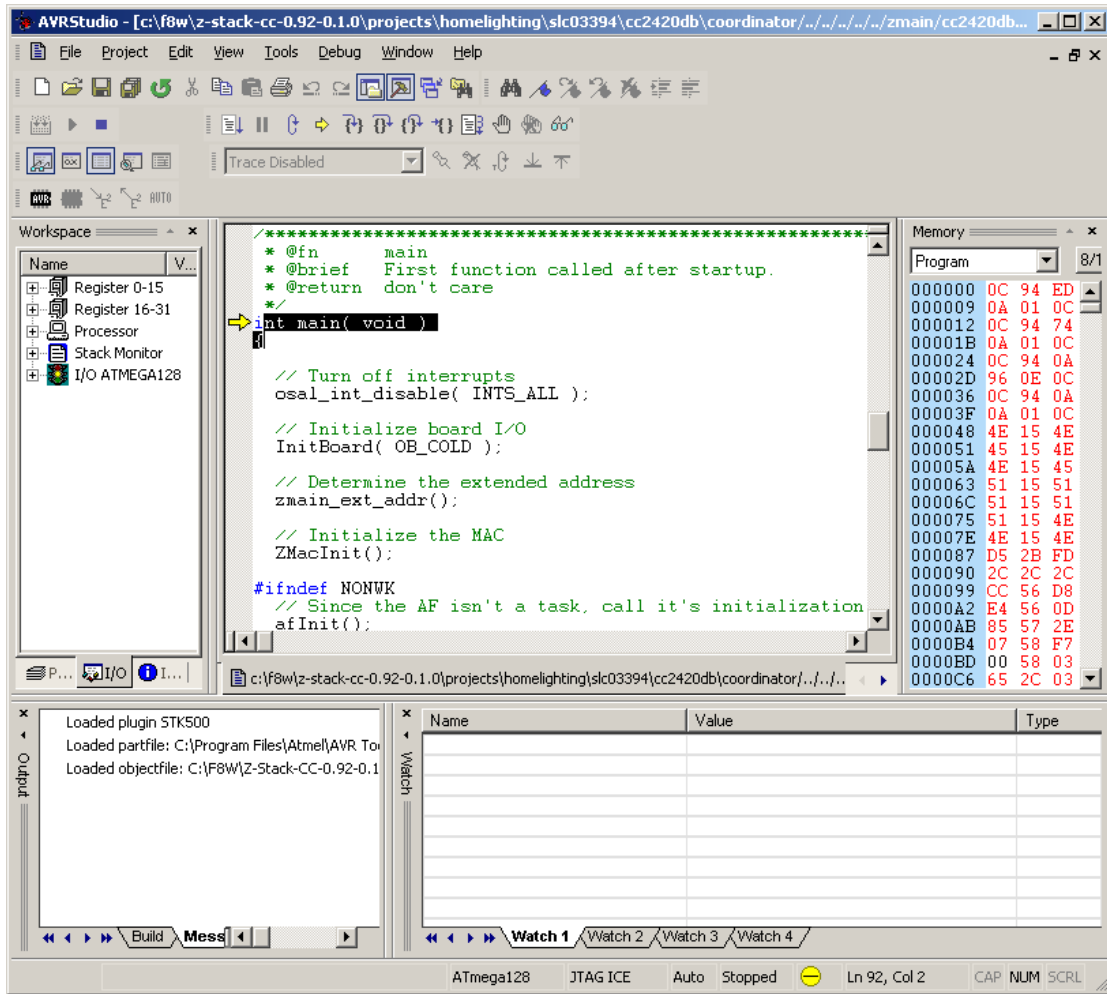 AVRStudio - [c:\f8w\z-stack-cc-0.92-0.1.0\projects\homelighting\slc03394\cc2420db\coordinator/../../../../../zmain/cc2420db...
File Project Edit View Tools Debug Window Help
Trace Disabled
AVR AUTO
Workspace
Name V...
Register 0-15
Register 16-31
Processor
Stack Monitor
I/O ATMEGA128
P... I/O I...
/*********************************************************************
* @fn main
* @brief First function called after startup.
* @return don't care
*/
int main( void )
{
// Turn off interrupts
osal_int_disable( INTS_ALL );
// Initialize board I/O
InitBoard( OB_COLD );
// Determine the extended address
zmain_ext_addr();
// Initialize the MAC
ZMacInit();
#ifndef NONWK
// Since the AF isn't a task, call it's initialization
afInit();
c:\f8w\z-stack-cc-0.92-0.1.0\projects\homelighting\slc03394\cc2420db\coordinator/../../..
Memory
Program 8/1
000000 0C 94 ED
000009 0A 01 0C
000012 0C 94 74
00001B 0A 01 0C
000024 0C 94 0A
00002D 96 0E 0C
000036 0C 94 0A
00003F 0A 01 0C
000048 4E 15 4E
000051 45 15 4E
00005A 4E 15 45
000063 51 15 51
00006C 51 15 51
000075 51 15 4E
00007E 4E 15 4E
000087 D5 2B FD
000090 2C 2C 2C
000099 CC 56 D8
0000A2 E4 56 0D
0000AB 85 57 2E
0000B4 07 58 F7
0000BD 00 58 03
0000C6 65 2C 03
Output
Loaded plugin STK500
Loaded partfile: C:\Program Files\Atmel\AVR Too
Loaded objectfile: C:\F8W\Z-Stack-CC-0.92-0.1
Build Mess
Watch
Name Value Type
Watch 1 Watch 2 Watch 3 Watch 4
ATmega128 JTAG ICE Auto Stopped Ln 92, Col 2 CAP NUM SCRL